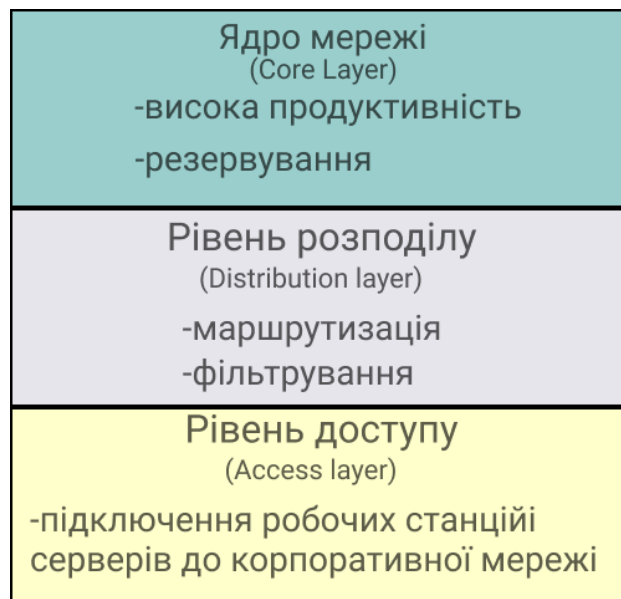 Ядро мережі
(Core Layer)
-висока продуктивність
-резервування
Рівень розподілу
(Distribution layer)
-маршрутизація
-фільтрування
Рівень доступу
(Access layer)
-підключення робочих станційі
серверів до корпоративної мережі